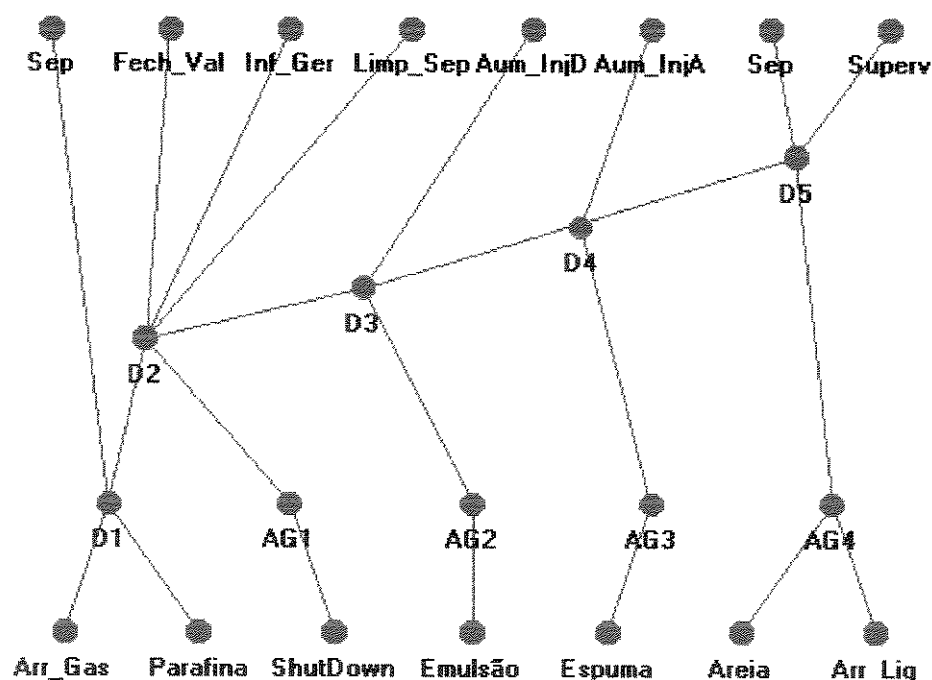 Sep Fech_Val Inf_Ger Limp_Sep Aum_InjD Aum_InjA Sep Superv
D5
D4
D3
D2
D1 AG1 AG2 AG3 AG4
Arr_Gas Parafina ShutDown Emulsão Espuma Areia Arr_Liq